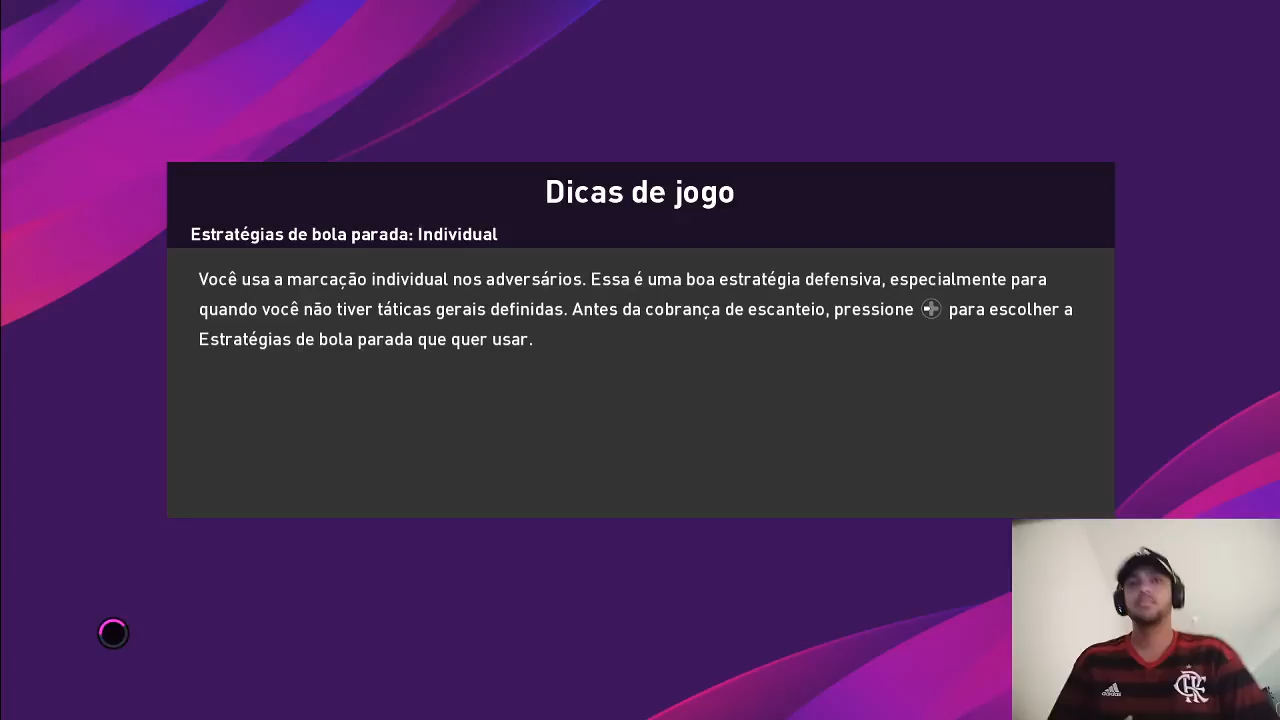 Dicas de jogo
Estratégias de bola parada: Individual
Você usa a marcação individual nos adversários. Essa é uma boa estratégia defensiva, especialmente para
quando você não tiver táticas gerais definidas. Antes da cobrança de escanteio, pressione para escolher a
Estratégias de bola parada que quer usar.
adidas
CRF